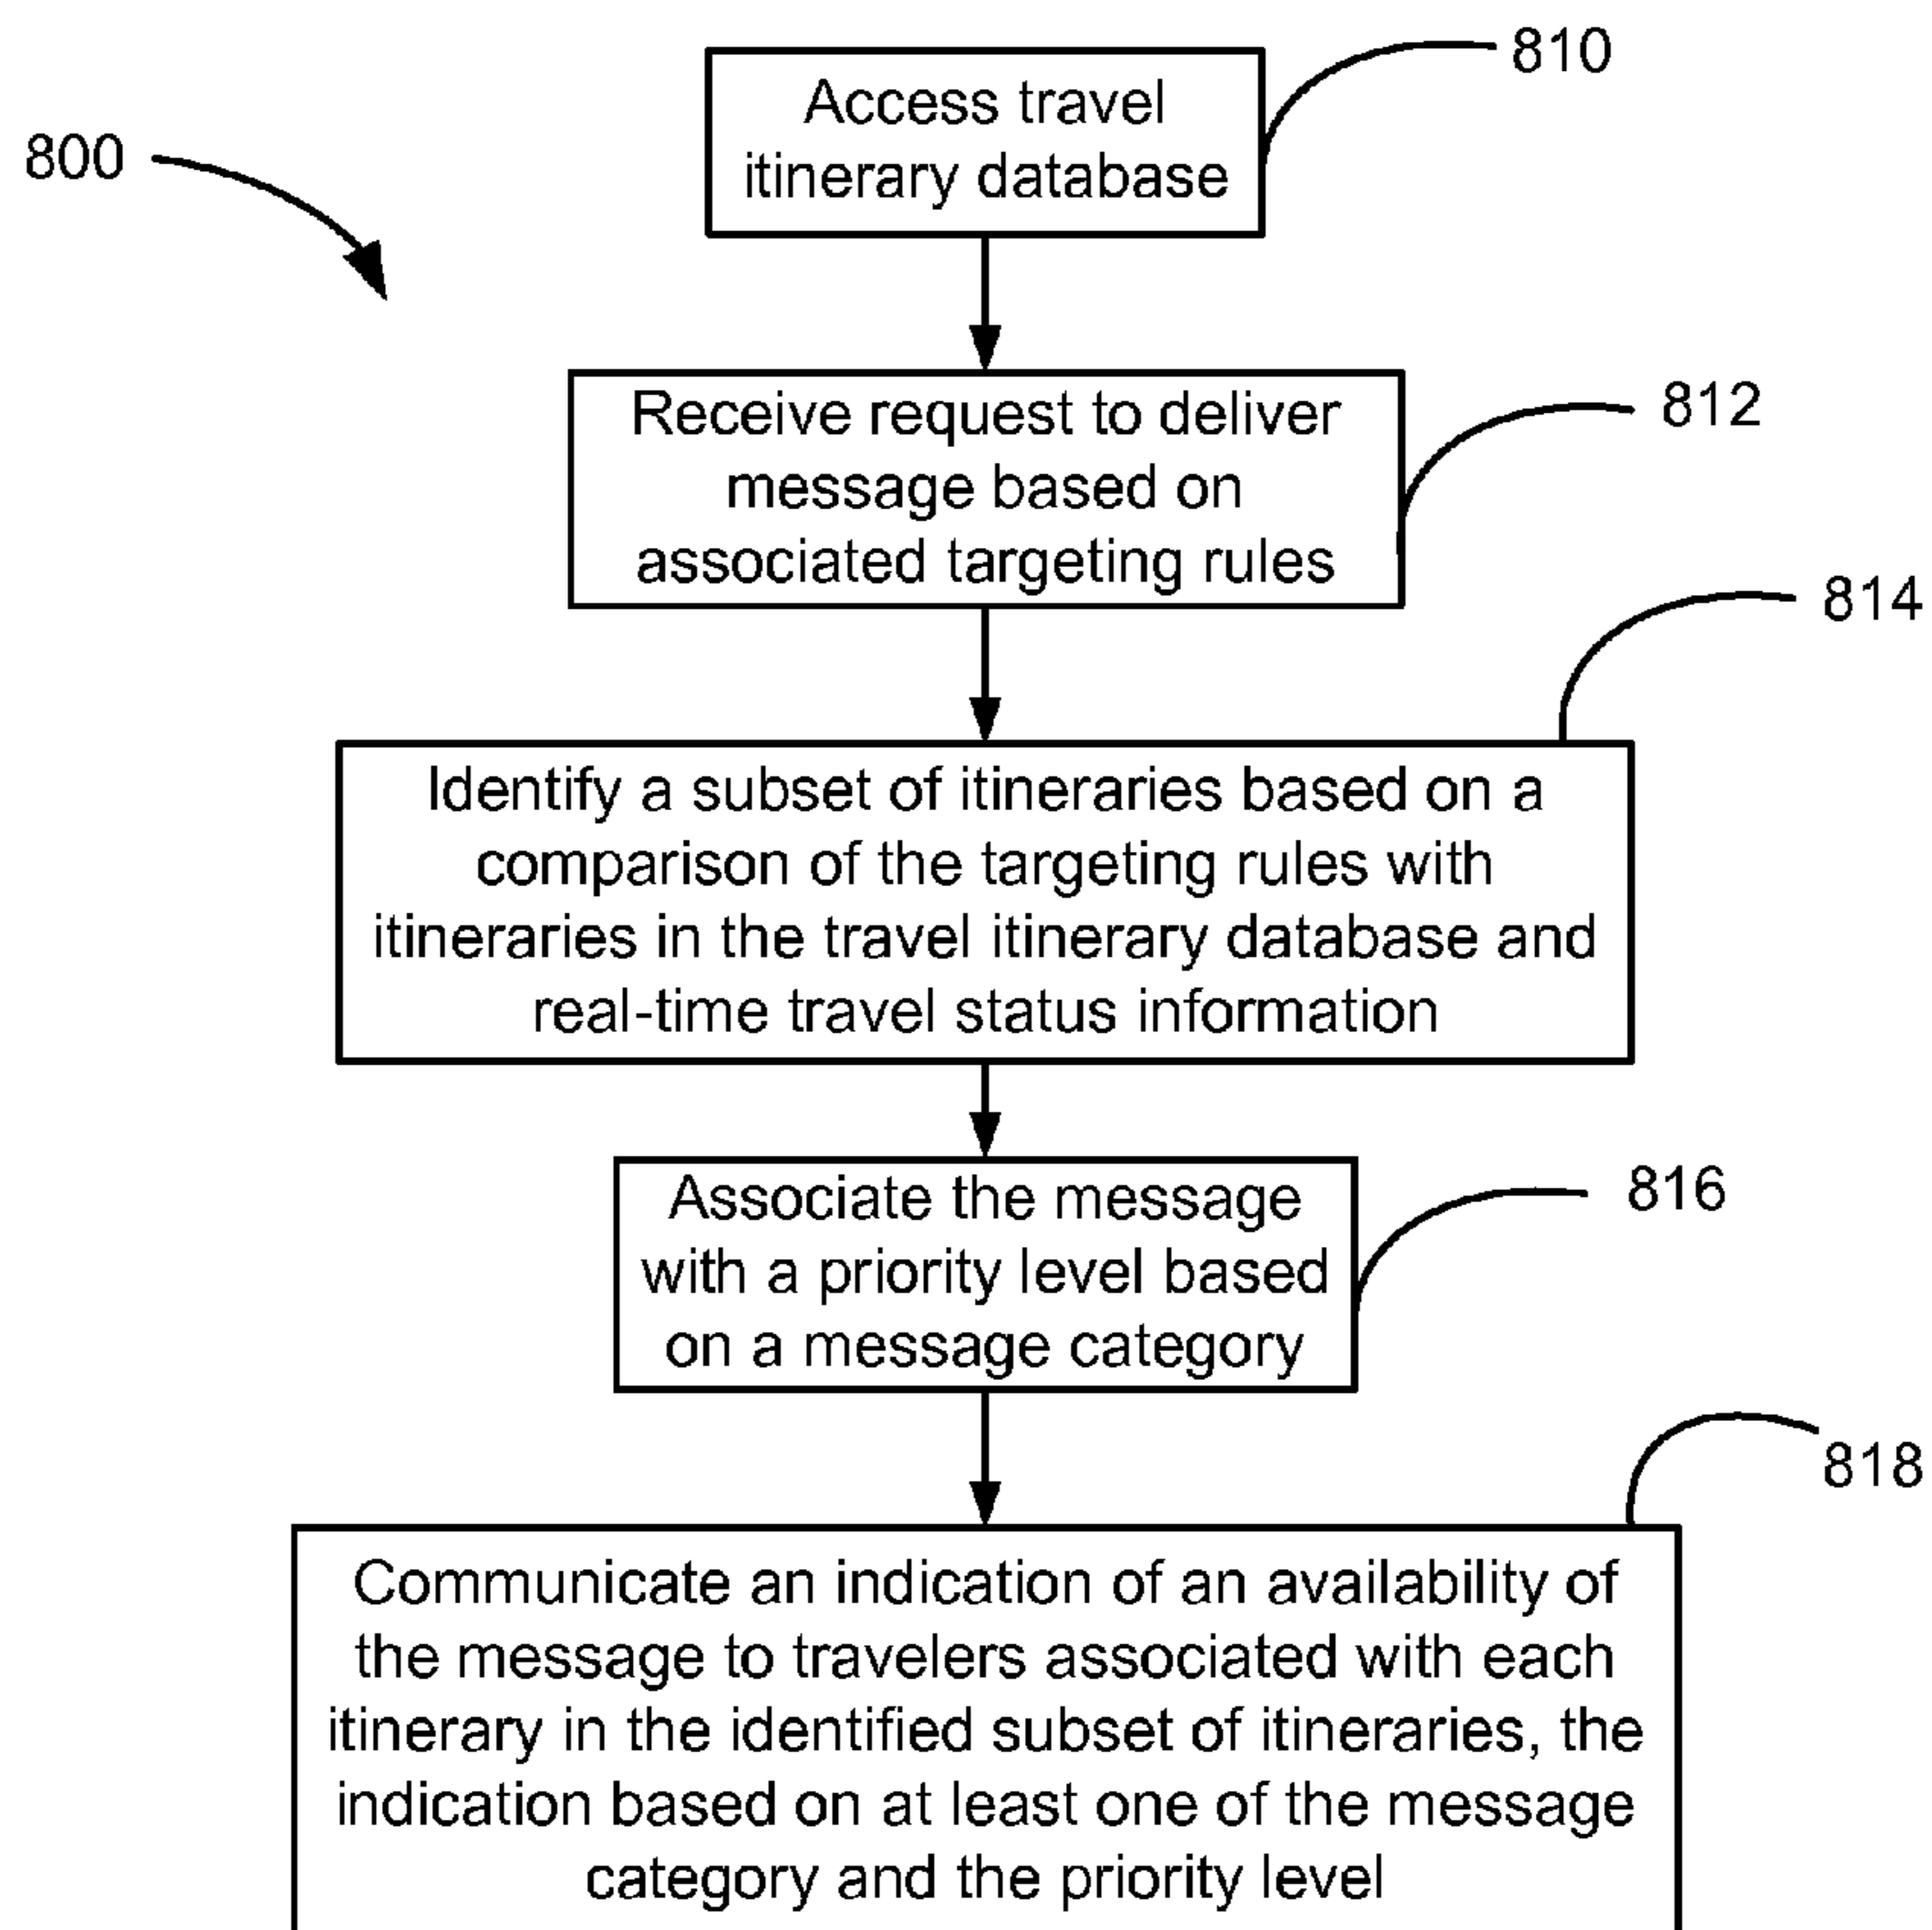 810
Access travel
itinerary database
800
812
Receive request to deliver
message based on
associated targeting rules
814
Identify a subset of itineraries based on a
comparison of the targeting rules with
itineraries in the travel itinerary database and
real-time travel status information
816
Associate the message
with a priority level based
on a message category
818
Communicate an indication of an availability of
the message to travelers associated with each
itinerary in the identified subset of itineraries, the
indication based on at least one of the message
category and the priority level